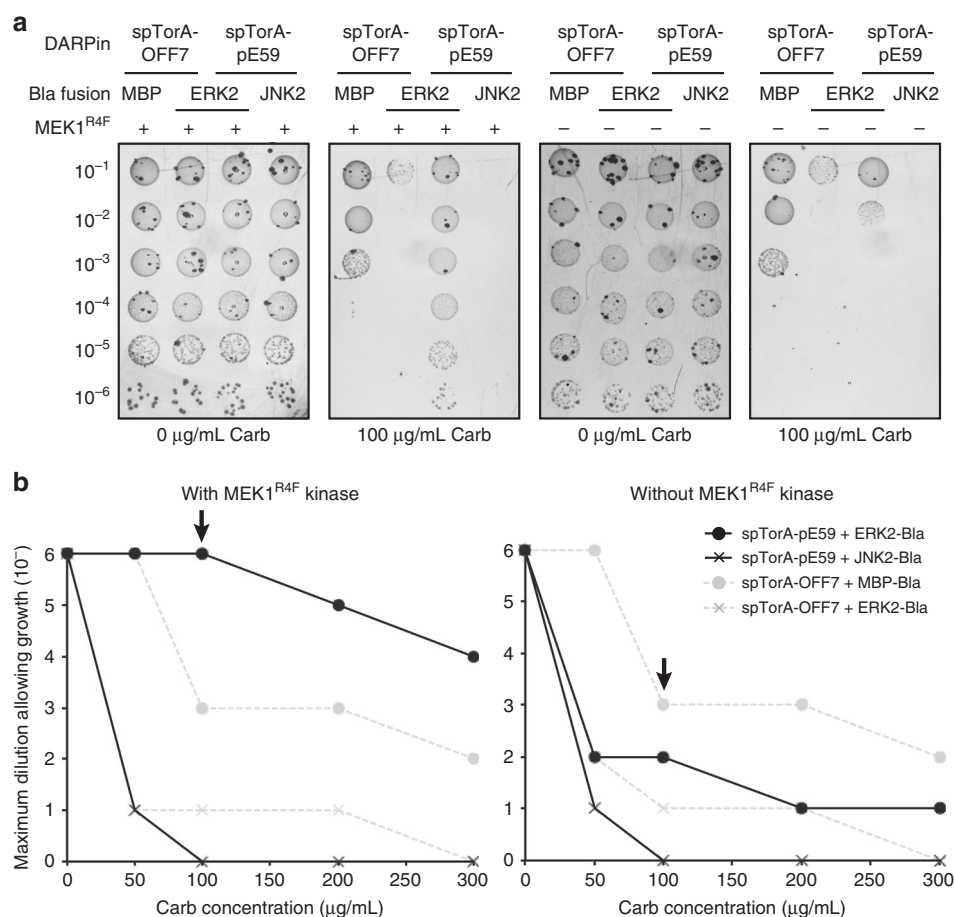 a
DARPin
spTorA-
OFF7
spTorA-
pE59
spTorA-
OFF7
spTorA-
pE59
spTorA-
OFF7
spTorA-
pE59
spTorA-
OFF7
spTorA-
pE59
Bla fusion MBP ERK2 JNK2 MBP ERK2 JNK2 MBP ERK2 JNK2 MBP ERK2 JNK2
MEK1R4F + + + + + + + + – – – – – – – –
10–1
10–2
10–3
10–4
10–5
10–6
0 μg/mL Carb 100 μg/mL Carb 0 μg/mL Carb 100 μg/mL Carb
b
With MEK1R4F kinase
Maximum dilution allowing growth (10–)
6
5
4
3
2
1
0
0 50 100 150 200 250 300
Carb concentration (μg/mL)
Without MEK1R4F kinase
spTorA-pE59 + ERK2-Bla
spTorA-pE59 + JNK2-Bla
spTorA-OFF7 + MBP-Bla
spTorA-OFF7 + ERK2-Bla
6
5
4
3
2
1
0
0 50 100 150 200 250 300
Carb concentration (μg/mL)